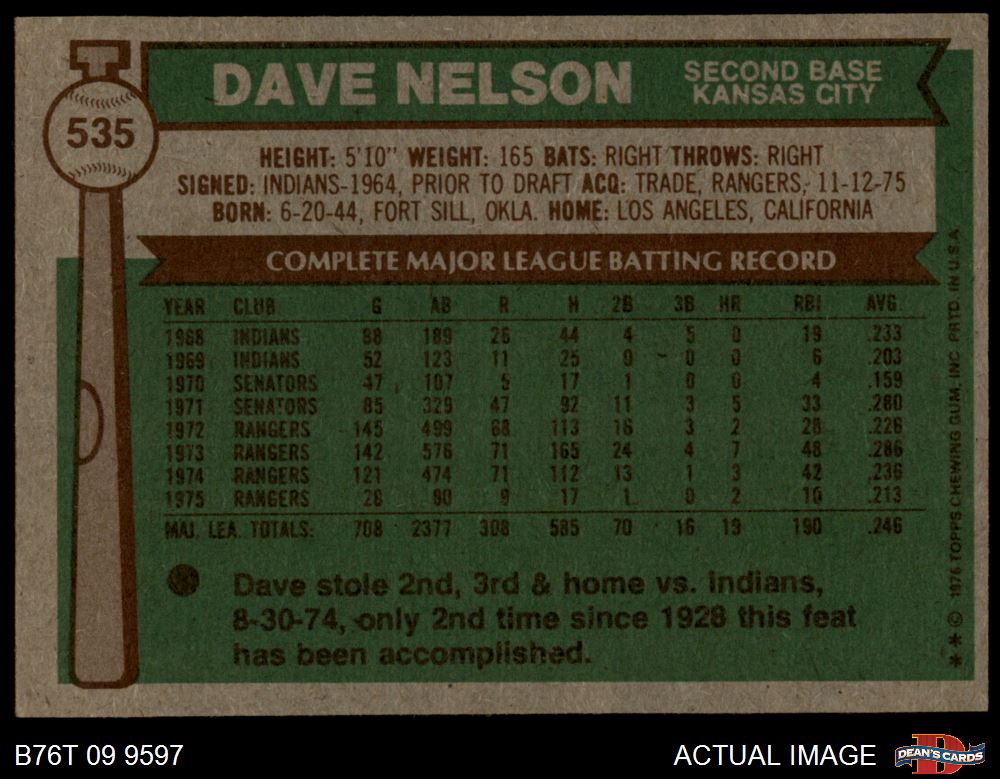 535
DAVE NELSON
SECOND BASE
KANSAS CITY
HEIGHT: 5'10" WEIGHT: 165 BATS: RIGHT THROWS: RIGHT
SIGNED: INDIANS-1964, PRIOR TO DRAFT ACQ: TRADE, RANGERS, 11-12-75
BORN: 6-20-44, FORT SILL, OKLA. HOME: LOS ANGELES, CALIFORNIA
COMPLETE MAJOR LEAGUE BATTING RECORD
YEAR CLUB G AB R H 2B 3B HR RBI AVG
1968 INDIANS 88 189 26 44 4 5 0 19 .233
1969 INDIANS 52 123 11 25 0 0 0 6 .203
1970 SENATORS 47 107 5 17 1 0 0 4 .159
1971 SENATORS 85 329 47 92 11 3 5 33 .280
1972 RANGERS 145 499 68 113 16 3 2 28 .226
1973 RANGERS 142 576 71 165 24 4 7 48 .286
1974 RANGERS 121 474 71 112 13 1 3 42 .236
1975 RANGERS 28 80 9 17 1 0 2 10 .213
MAJ. LEA. TOTALS: 708 2377 308 585 70 16 19 190 .246
Dave stole 2nd, 3rd & home vs. Indians,
8-30-74, only 2nd time since 1928 this feat
has been accomplished.
** © 1976 TOPPS CHEWING GUM, INC. PRTD. IN U.S.A.
B76T 09 9597
ACTUAL IMAGE
DEAN'S CARDS